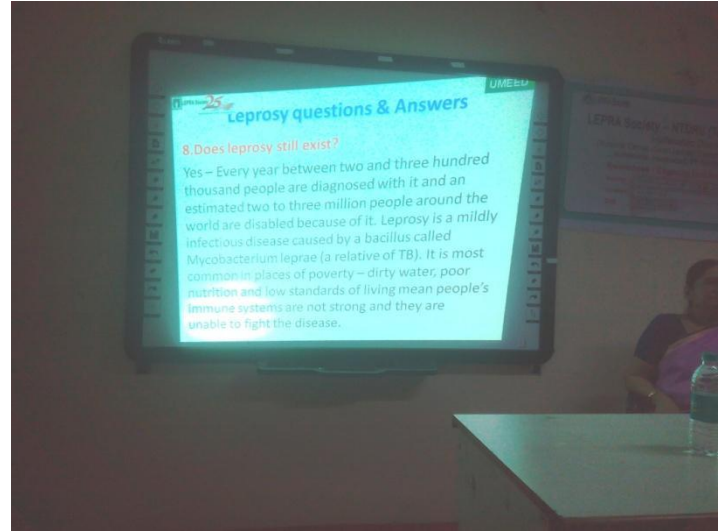 UMEED
LEPRA Society 25
Leprosy questions & Answers
8.Does leprosy still exist?
Yes – Every year between two and three hundred
thousand people are diagnosed with it and an
estimated two to three million people around the
world are disabled because of it. Leprosy is a mildly
infectious disease caused by a bacillus called
Mycobacterium leprae (a relative of TB). It is most
common in places of poverty – dirty water, poor
nutrition and low standards of living mean people's
immune systems are not strong and they are
unable to fight the disease.
LEPRA Society